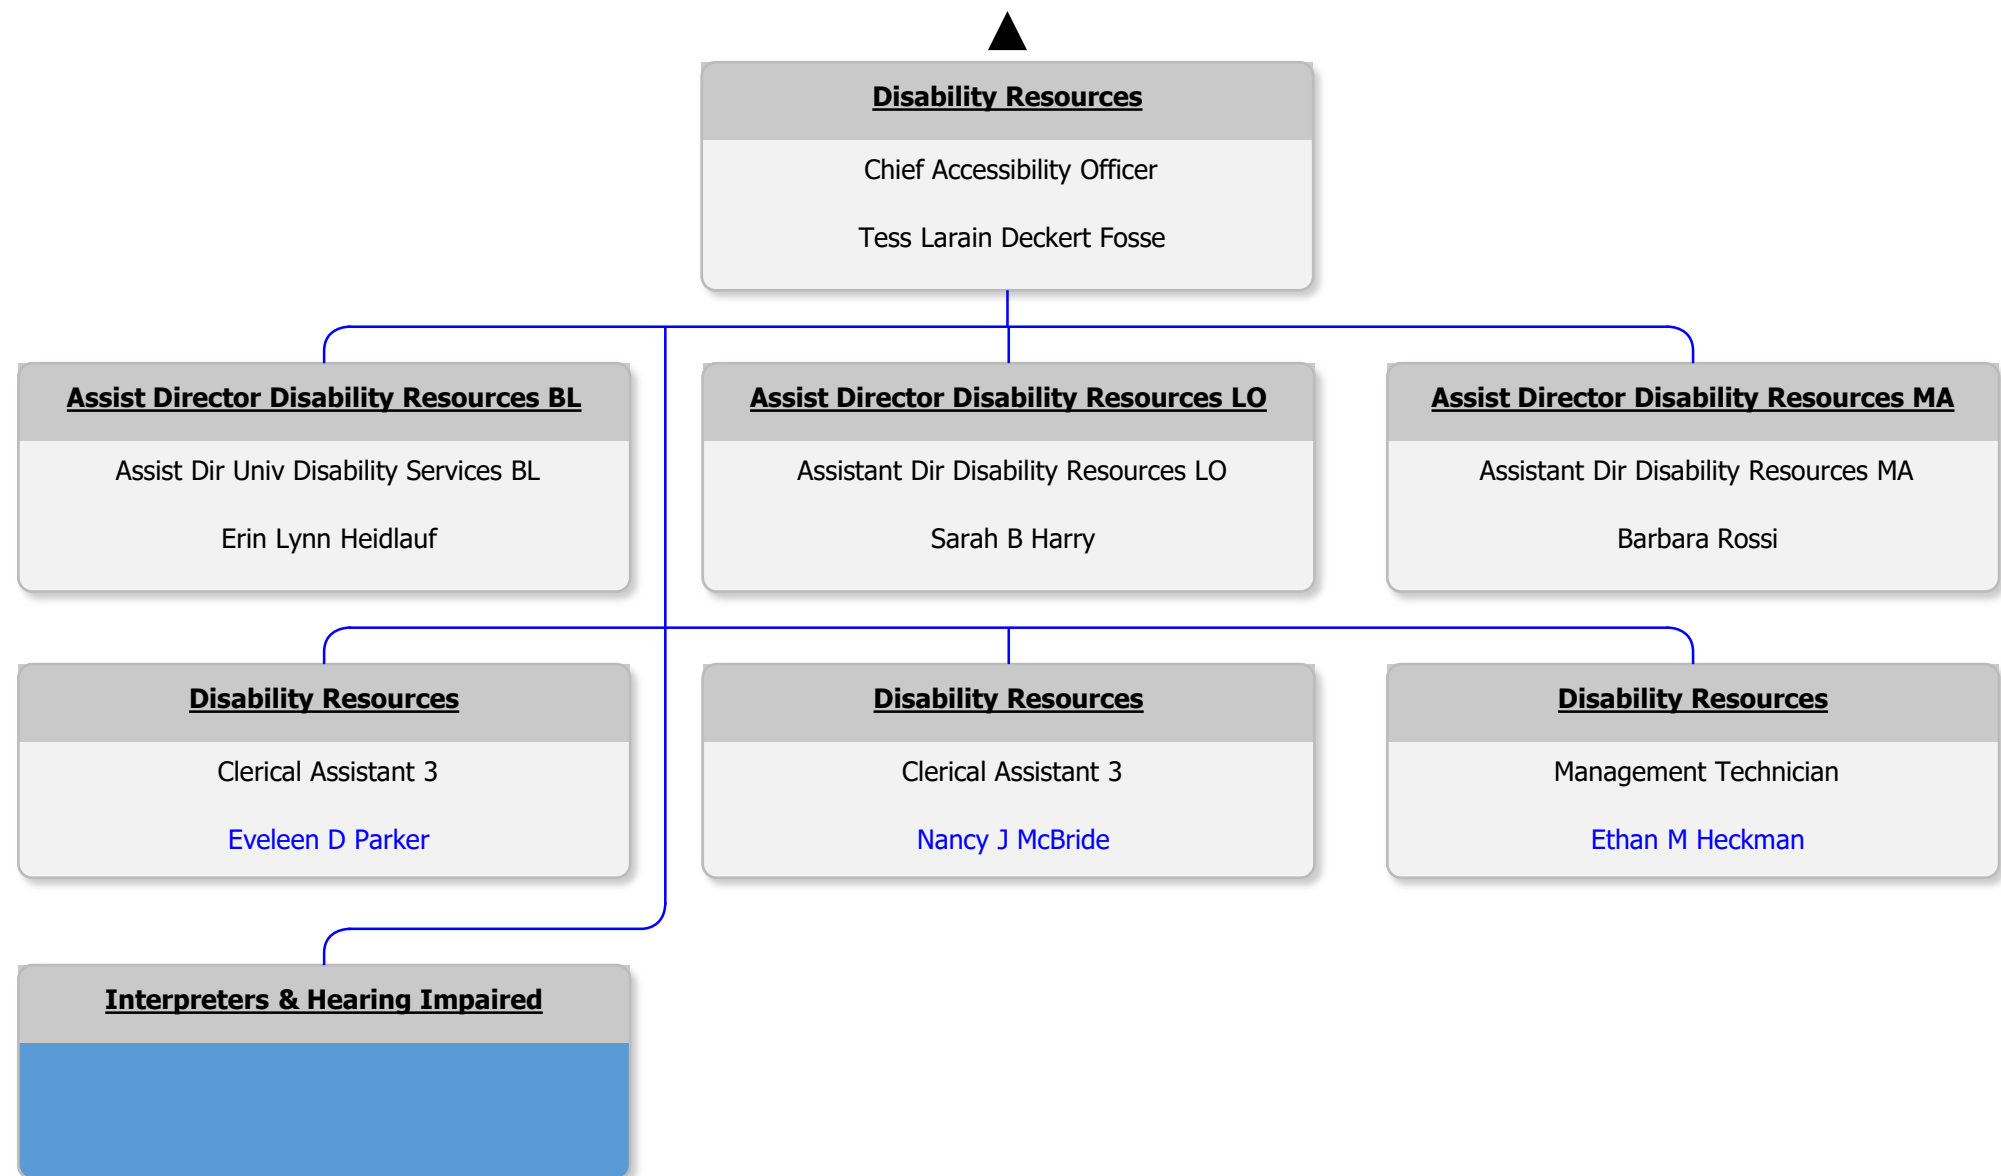 Disability Resources
Chief Accessibility Officer
Tess Larain Deckert Fosse
Assist Director Disability Resources BL
Assist Dir Univ Disability Services BL
Erin Lynn Heidlauf
Assist Director Disability Resources LO
Assistant Dir Disability Resources LO
Sarah B Harry
Assist Director Disability Resources MA
Assistant Dir Disability Resources MA
Barbara Rossi
Disability Resources
Clerical Assistant 3
Eveleen D Parker
Disability Resources
Clerical Assistant 3
Nancy J McBride
Disability Resources
Management Technician
Ethan M Heckman
Interpreters & Hearing Impaired